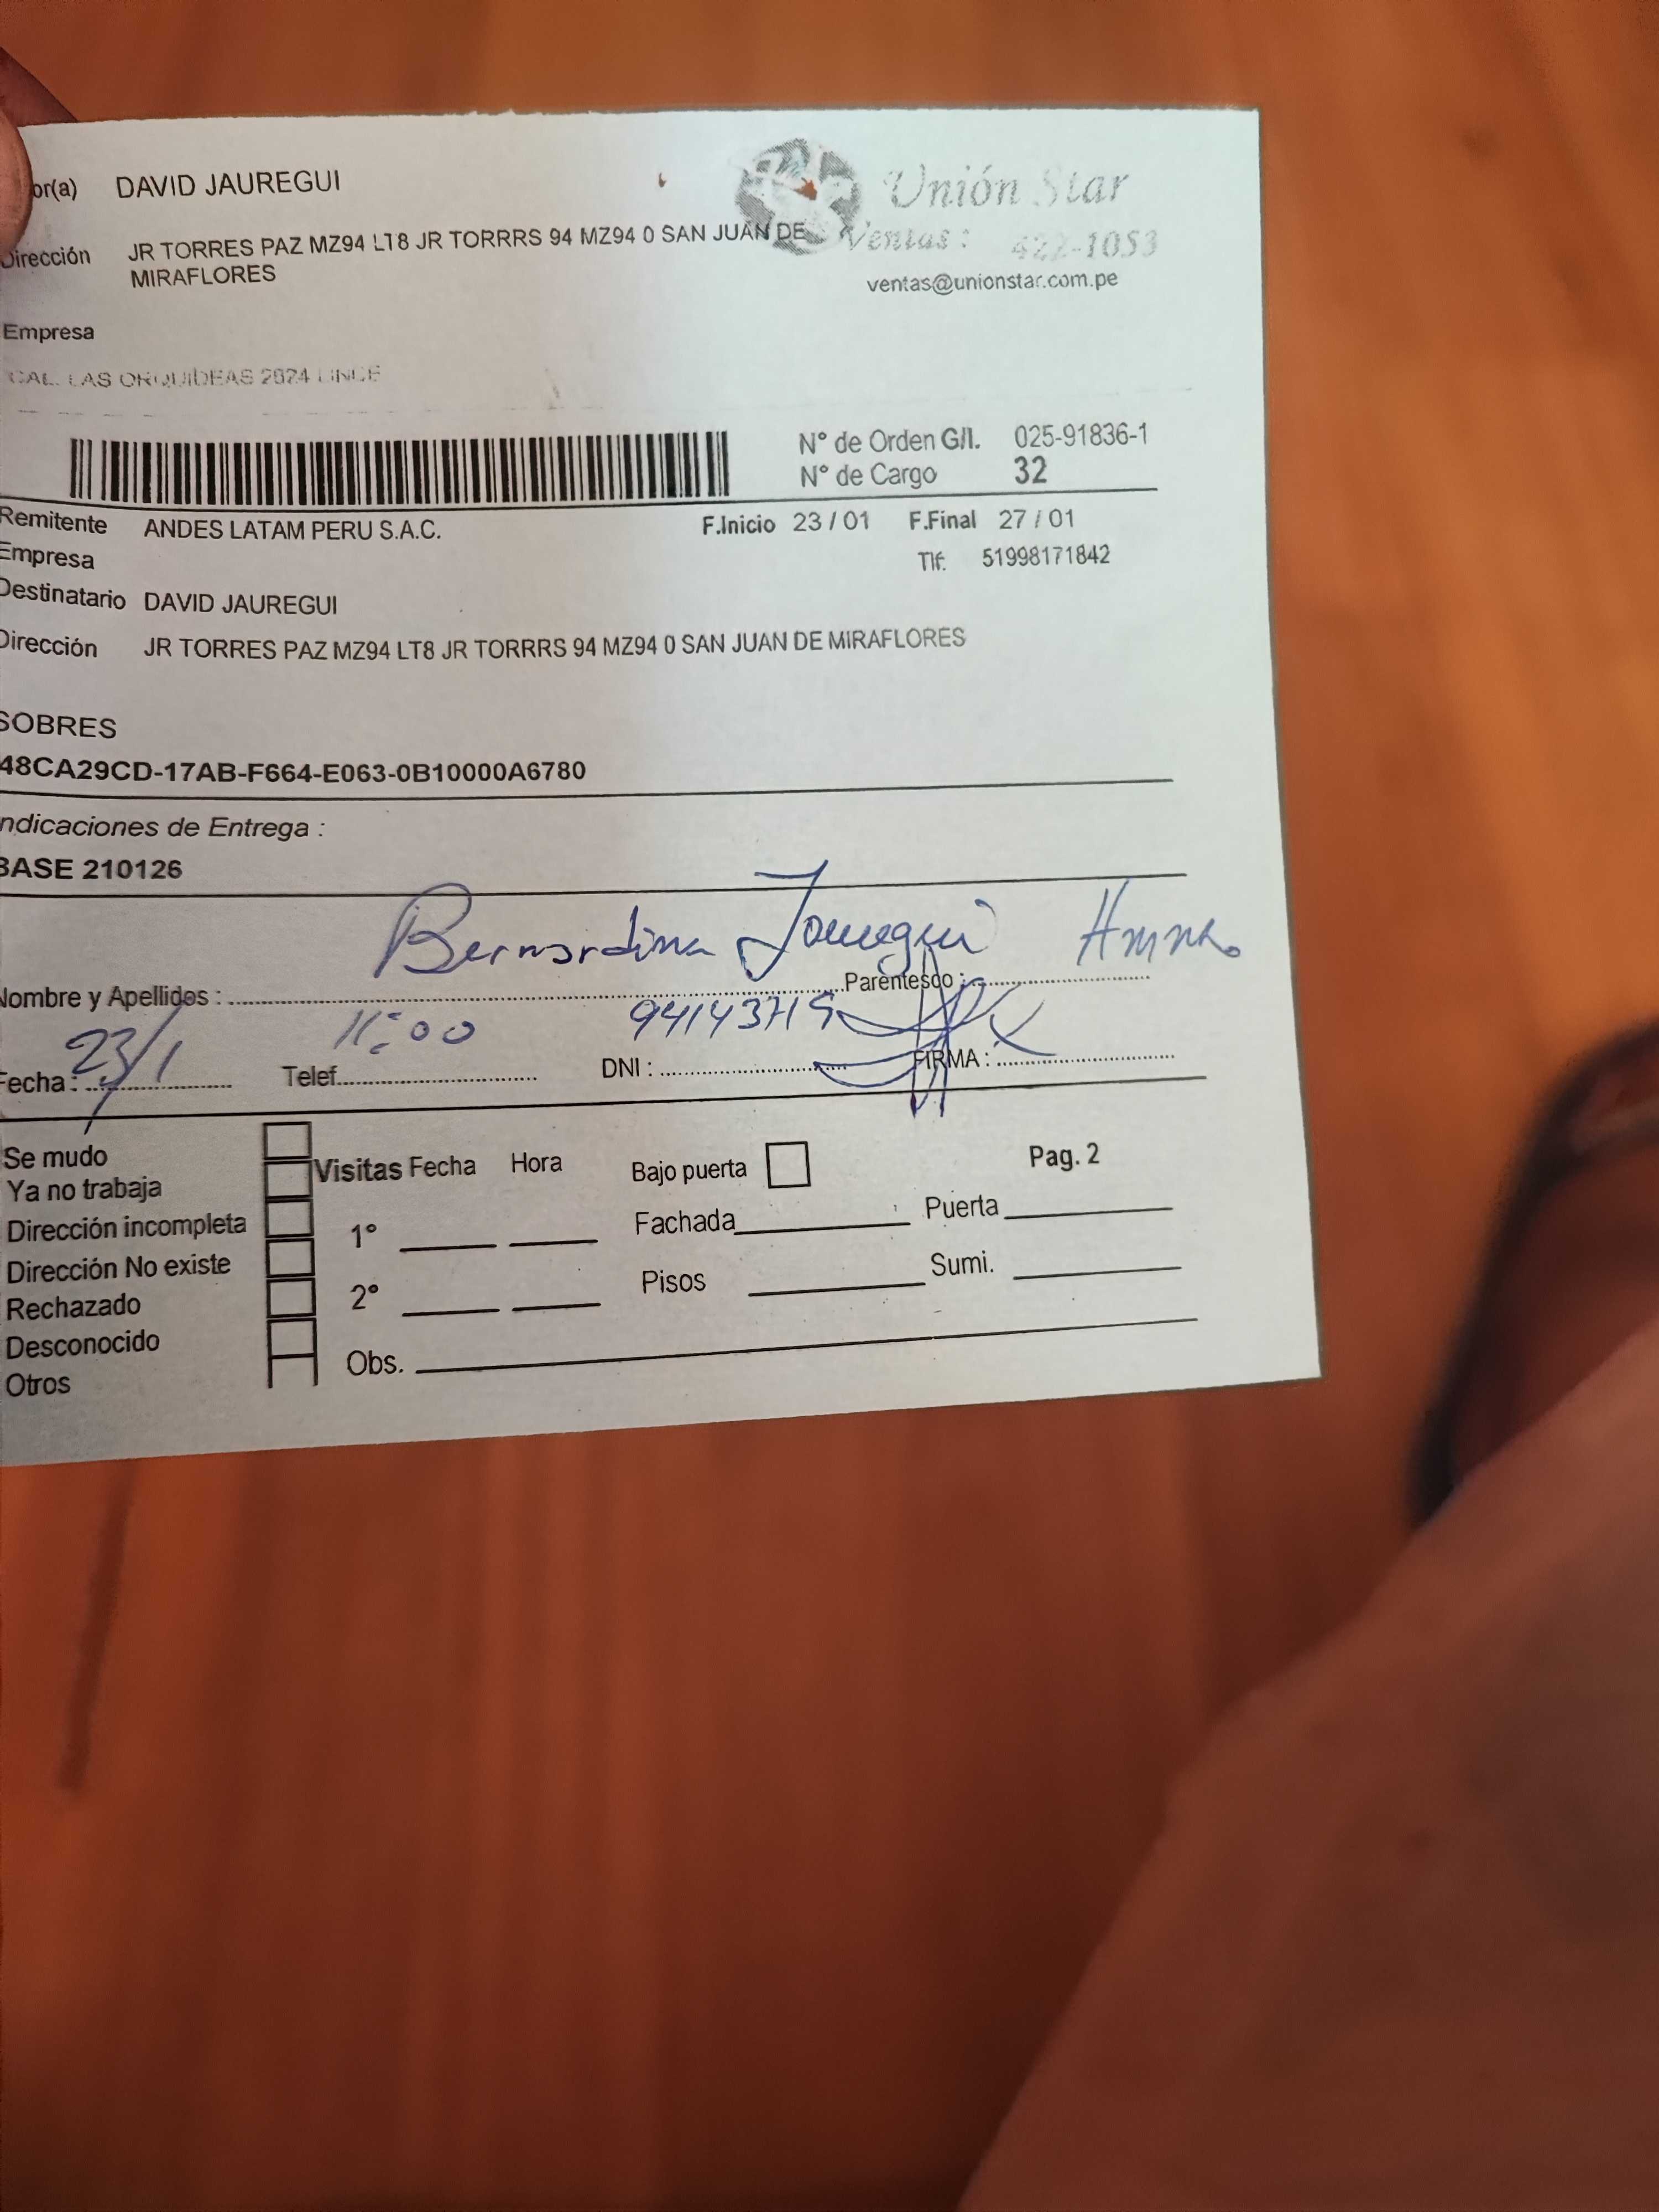 or(a) DAVID JAUREGUI
Unión Star
Dirección JR TORRES PAZ MZ94 LT8 JR TORRRS 94 MZ94 0 SAN JUAN DE
MIRAFLORES
Ventas: 422-1053
ventas@unionstar.com.pe
Empresa
CAL. LAS ORQUIDEAS 2624 LINCE
N° de Orden G/I. 025-91836-1
N° de Cargo 32
Remitente ANDES LATAM PERU S.A.C. F.Inicio 23 / 01 F.Final 27 / 01
Empresa Tlf: 51998171842
Destinatario DAVID JAUREGUI
Dirección JR TORRES PAZ MZ94 LT8 JR TORRRS 94 MZ94 0 SAN JUAN DE MIRAFLORES
SOBRES
48CA29CD-17AB-F664-E063-0B10000A6780
ndicaciones de Entrega :
BASE 210126
Bernardina Jauregui
Nombre y Apellidos : Parentesco :
23/1 11:00
Fecha: Telef. DNI : FIRMA :
Se mudo
Ya no trabaja
Dirección incompleta
Dirección No existe
Rechazado
Desconocido
Otros
Visitas Fecha Hora
1°
2°
Obs.
Bajo puerta
Fachada
Pisos
Pag. 2
Puerta
Sumi.